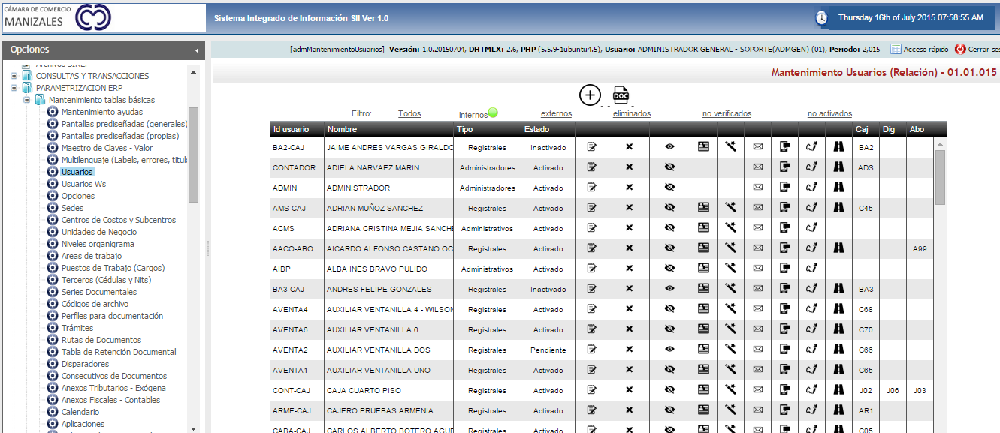 CÁMARA DE COMERCIO
MANIZALES
Sistema Integrado de Información SII Ver 1.0
Thursday 16th of July 2015 07:58:55 AM
Opciones
[admMantenimientoUsuarios] Versión: 1.0.20150704, DHTMLX: 2.6, PHP (5.5.9-1ubuntu4.5), Usuario: ADMINISTRADOR GENERAL - SOPORTE(ADMGEN) (01), Periodo: 2,015
Acceso rápido
Cerrar ses
CONSULTAS Y TRANSACCIONES
PARAMETRIZACION ERP
Mantenimiento tablas básicas
Mantenimiento ayudas
Pantallas prediseñadas (generales)
Pantallas prediseñadas (propias)
Maestro de Claves - Valor
Multilenguaje (Labels, errores, titulo
Usuarios
Usuarios Ws
Opciones
Sedes
Centros de Costos y Subcentros
Unidades de Negocio
Niveles organigrama
Areas de trabajo
Puestos de Trabajo (Cargos)
Terceros (Cédulas y Nits)
Series Documentales
Códigos de archivo
Perfiles para documentación
Trámites
Rutas de Documentos
Tabla de Retención Documental
Disparadores
Consecutivos de Documentos
Anexos Tributarios - Exógena
Anexos Fiscales - Contables
Calendario
Aplicaciones
Mantenimiento Usuarios (Relación) - 01.01.015
DOC
Filtro: Todos internos externos eliminados no verificados no activados
Id usuario Nombre Tipo Estado Caj Dig Abo
BA2-CAJ JAIME ANDRES VARGAS GIRALDO Registrales Inactivado BA2
CONTADOR ADIELA NARVAEZ MARIN Administradores Activado ADS
ADMIN ADMINISTRADOR Administradores Activado
AMS-CAJ ADRIAN MUÑOZ SANCHEZ Registrales Activado C45
ACMS ADRIANA CRISTINA MEJIA SANCHE Administrativos Activado
AACO-ABO AICARDO ALFONSO CASTANO OC Registrales Activado A99
AIBP ALBA INES BRAVO PULIDO Administrativos Activado
BA3-CAJ ANDRES FELIPE GONZALES Registrales Inactivado BA3
AVENTA4 AUXILIAR VENTANILLA 4 - WILSON Registrales Activado C68
AVENTA6 AUXILIAR VENTANILLA 6 Registrales Activado C70
AVENTA2 AUXILIAR VENTANILLA DOS Registrales Pendiente C66
AVENTA1 AUXILIAR VENTANILLA UNO Registrales Activado C65
CONT-CAJ CAJA CUARTO PISO Registrales Activado J02 J06 J03
ARME-CAJ CAJERO PRUEBAS ARMENIA Registrales Activado AR1
CABA-CAJ CARLOS ALBERTO BOTERO AGUD Registrales Activado C05